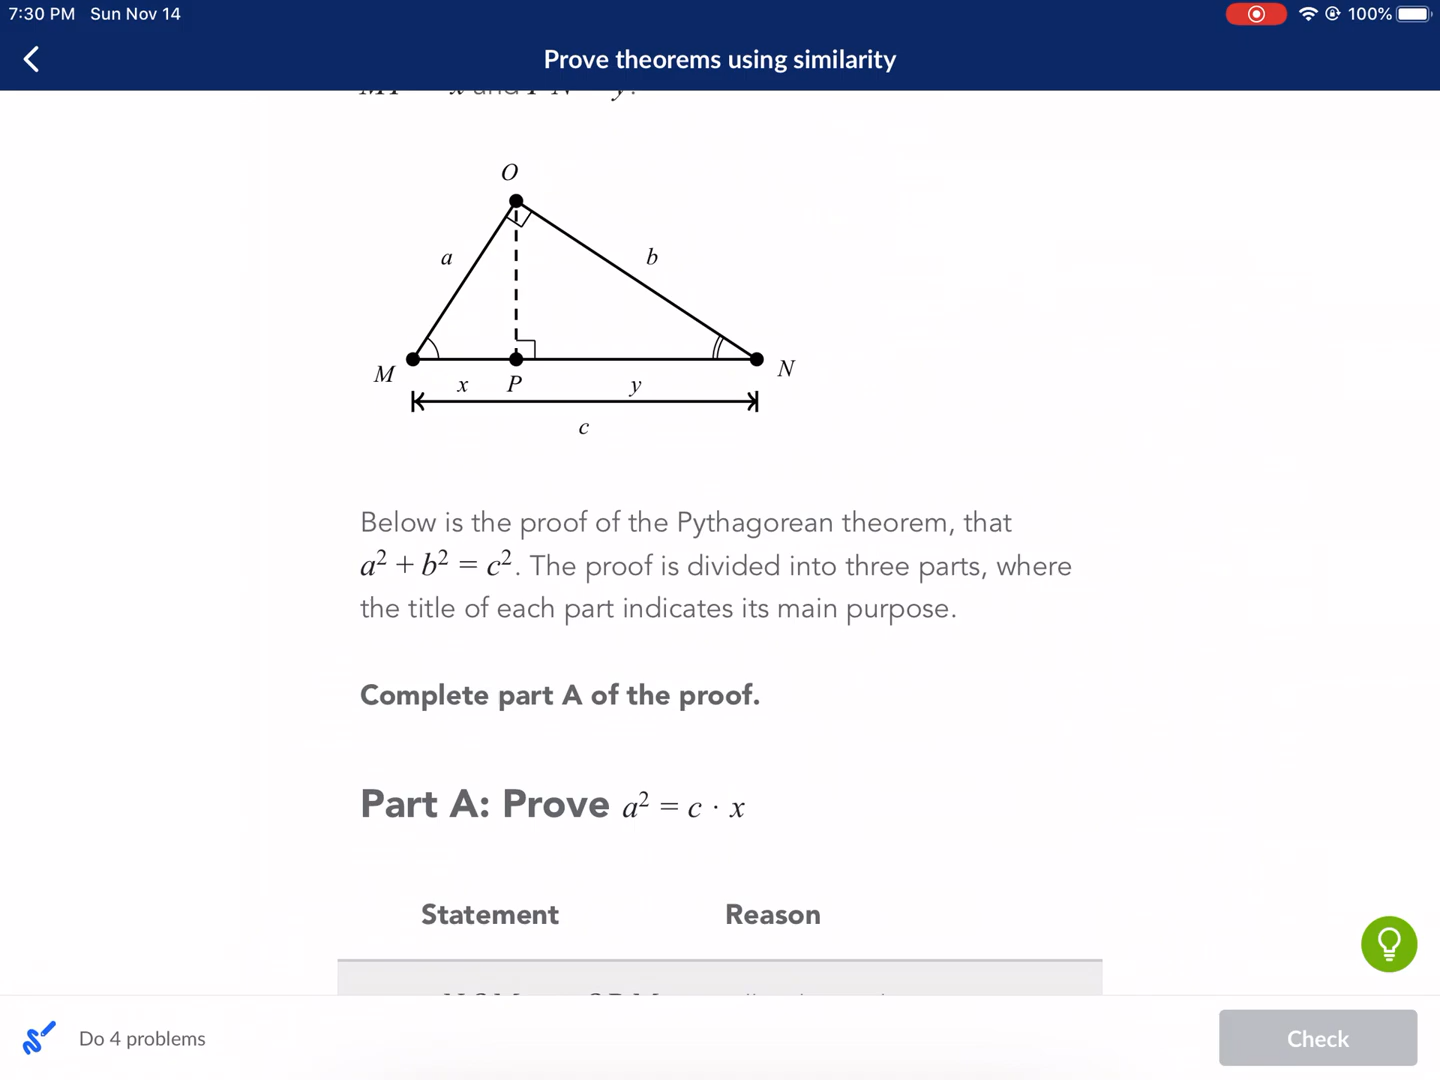 7:30 PM Sun Nov 14
100%
Prove theorems using similarity
O
a
b
M
x
P
y
N
c
Below is the proof of the Pythagorean theorem, that
a² + b² = c². The proof is divided into three parts, where
the title of each part indicates its main purpose.
Complete part A of the proof.
Part A: Prove a² = c · x
Statement Reason
Do 4 problems
Check